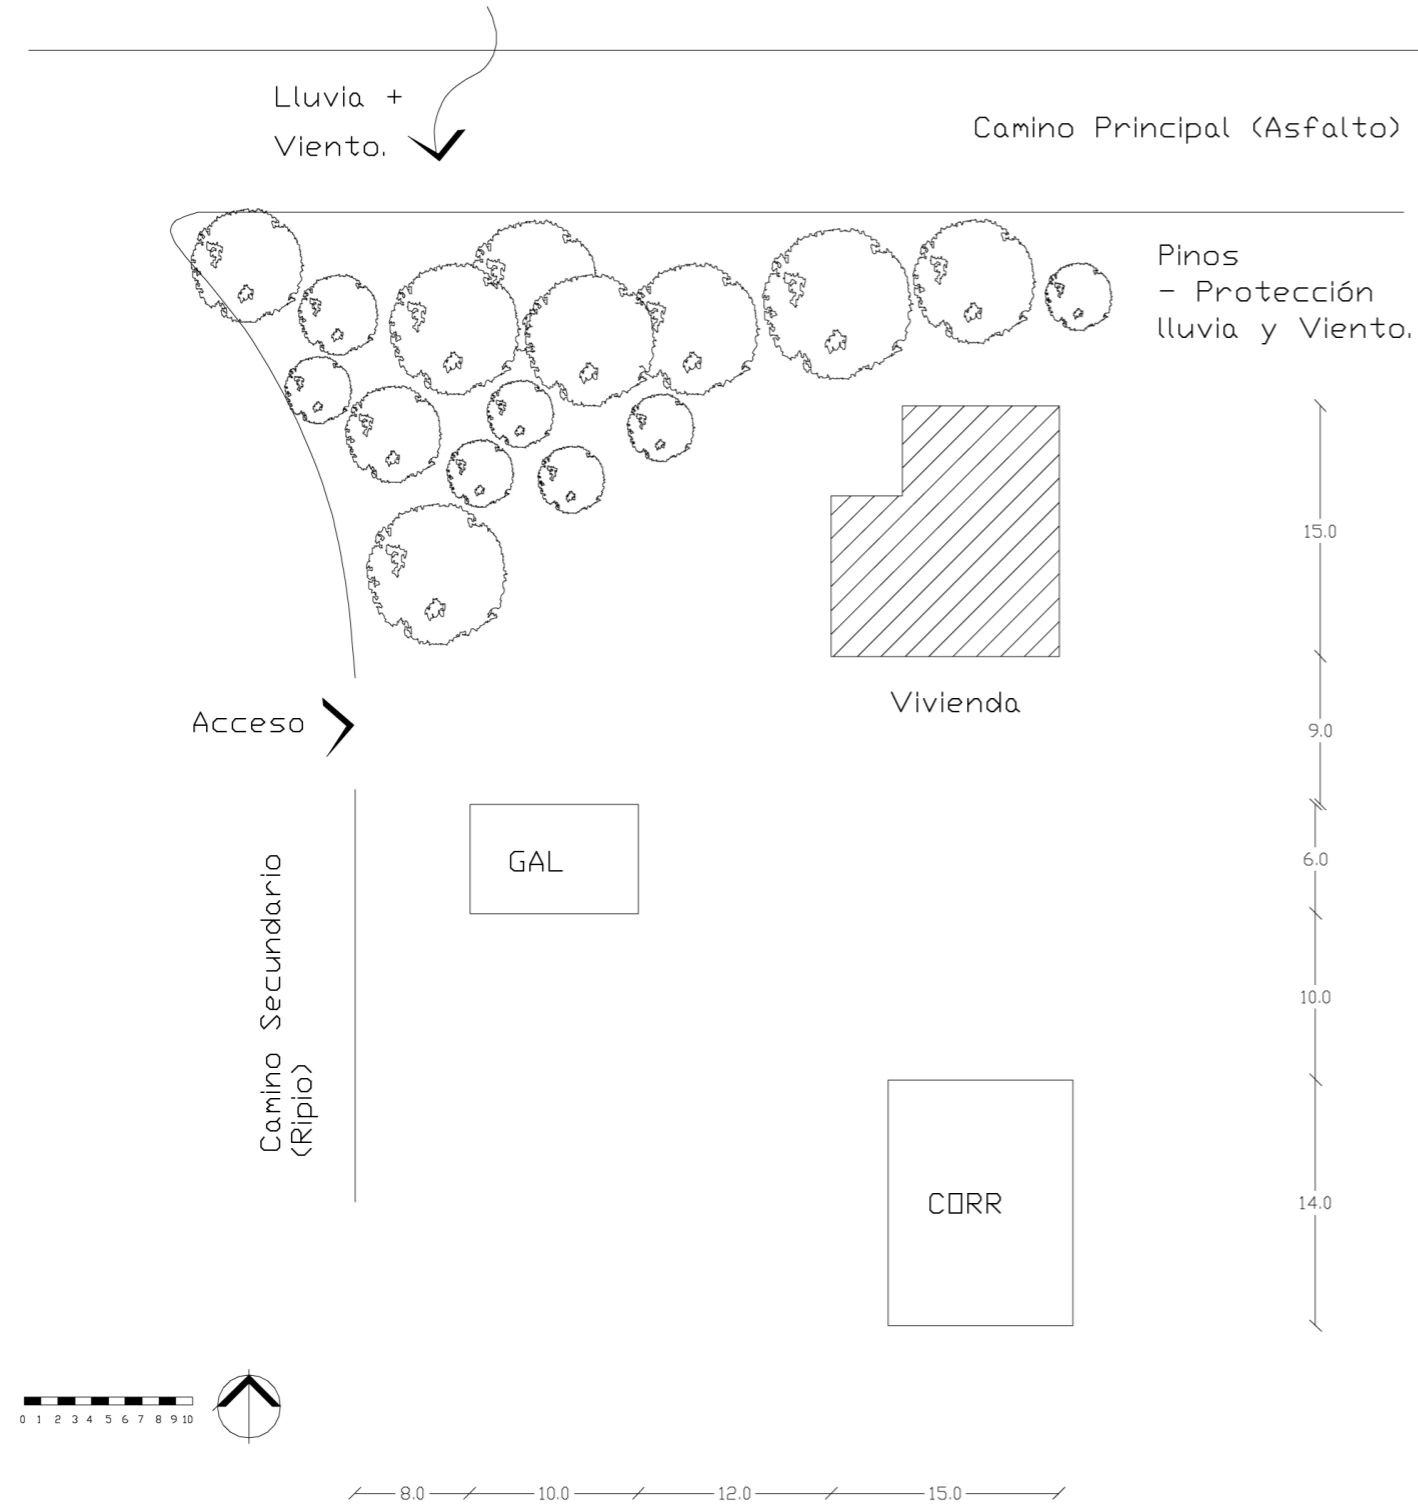 Lluvia +
Viento.
Camino Principal (Asfalto)
Pinos
- Protección
lluvia y Viento.
15.0
Vivienda
Acceso
9.0
GAL
6.0
Camino Secundario
(Ripio)
10.0
CORR
14.0
0 1 2 3 4 5 6 7 8 9 10
8.0 10.0 12.0 15.0